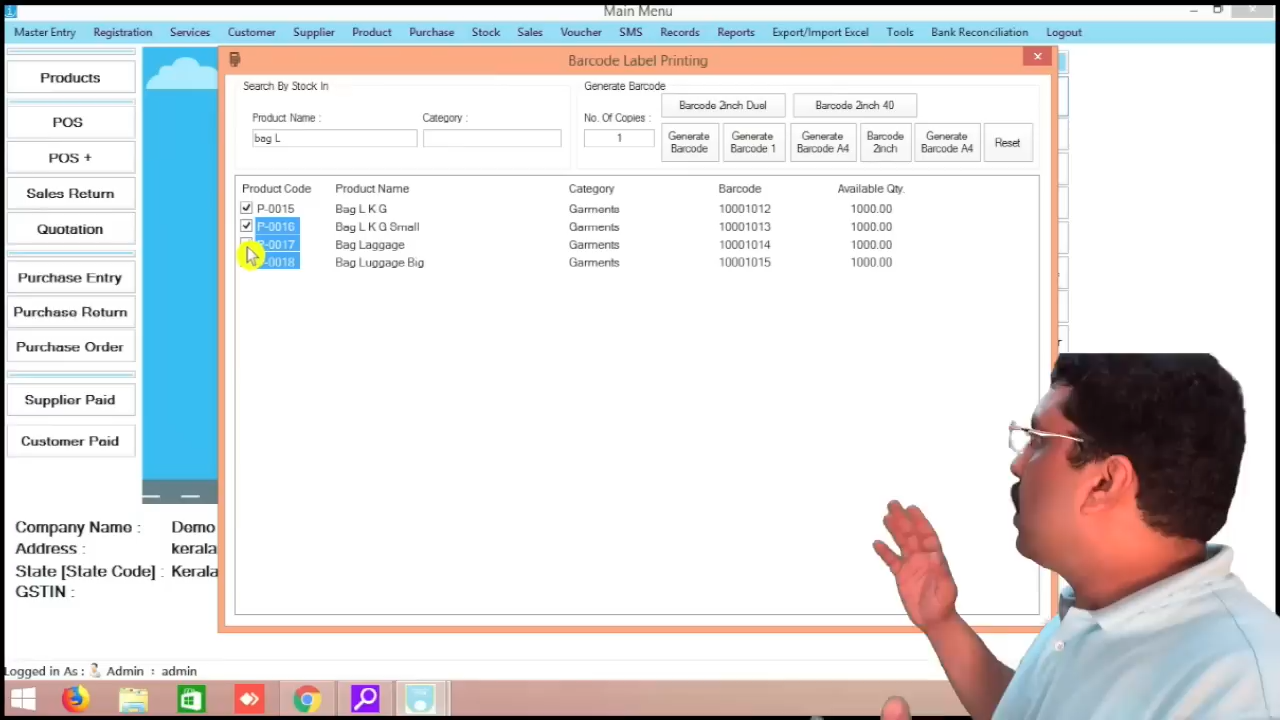 Main Menu
Master Entry Registration Services Customer Supplier Product Purchase Stock Sales Voucher SMS Records Reports Export/Import Excel Tools Bank Reconciliation Logout
Products
POS
POS +
Sales Return
Quotation
Purchase Entry
Purchase Return
Purchase Order
Supplier Paid
Customer Paid
Barcode Label Printing
Search By Stock In
Product Name :
Category :
bag L
Generate Barcode
No. Of Copies :
1
Barcode 2inch Duel
Barcode 2inch 40
Generate Barcode
Generate Barcode 1
Generate Barcode A4
Barcode 2inch
Generate Barcode A4
Reset
Product Code Product Name Category Barcode Available Qty.
P-0015 Bag L K G Garments 10001012 1000.00
P-0016 Bag L K G Small Garments 10001013 1000.00
P-0017 Bag Laggage Garments 10001014 1000.00
-0018 Bag Luggage Big Garments 10001015 1000.00
Company Name : Demo
Address : kerala
State [State Code] : Kerala
GSTIN :
Logged in As : Admin : admin